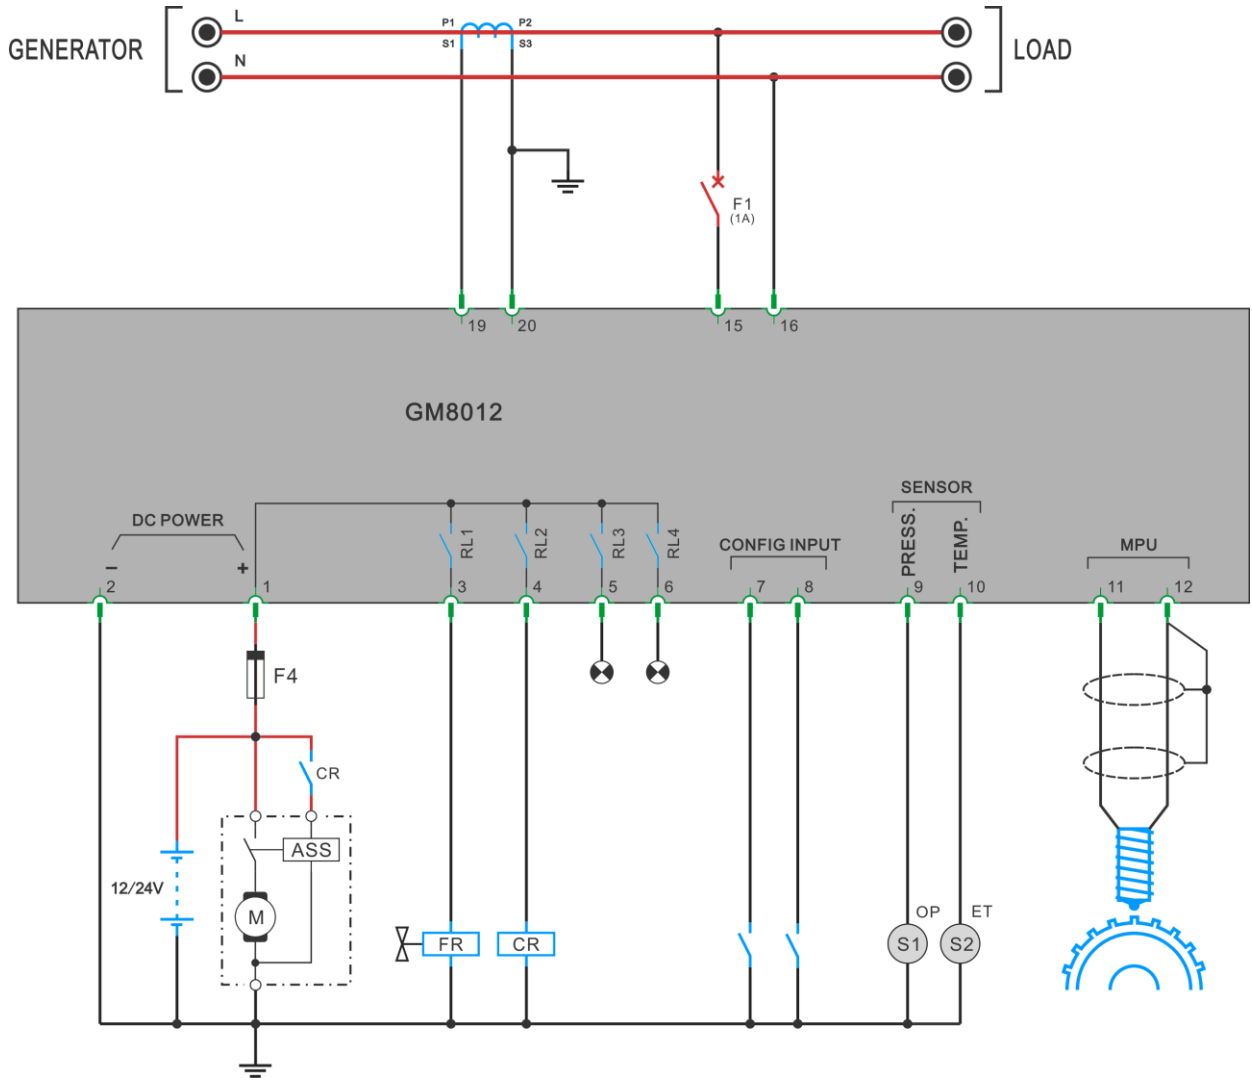 L
P1 P2
GENERATOR
S1 S3
LOAD
N
F1
(1A)
19 20 15 16
GM8012
SENSOR
DC POWER
RL1 RL2 RL3 RL4
CONFIG INPUT
PRESS. TEMP.
MPU
− +
2 1 3 4 5 6 7 8 9 10 11 12
F4
CR
ASS
12/24V
M
OP ET
FR CR S1 S2